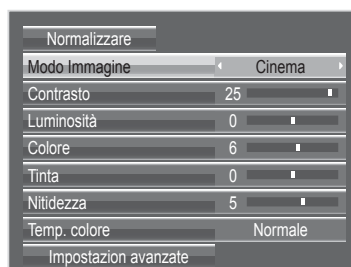 Normalizzare
Modo Immagine Cinema
Contrasto 25
Luminosità 0
Colore 6
Tinta 0
Nitidezza 5
Temp. colore Normale
Impostazion avanzate